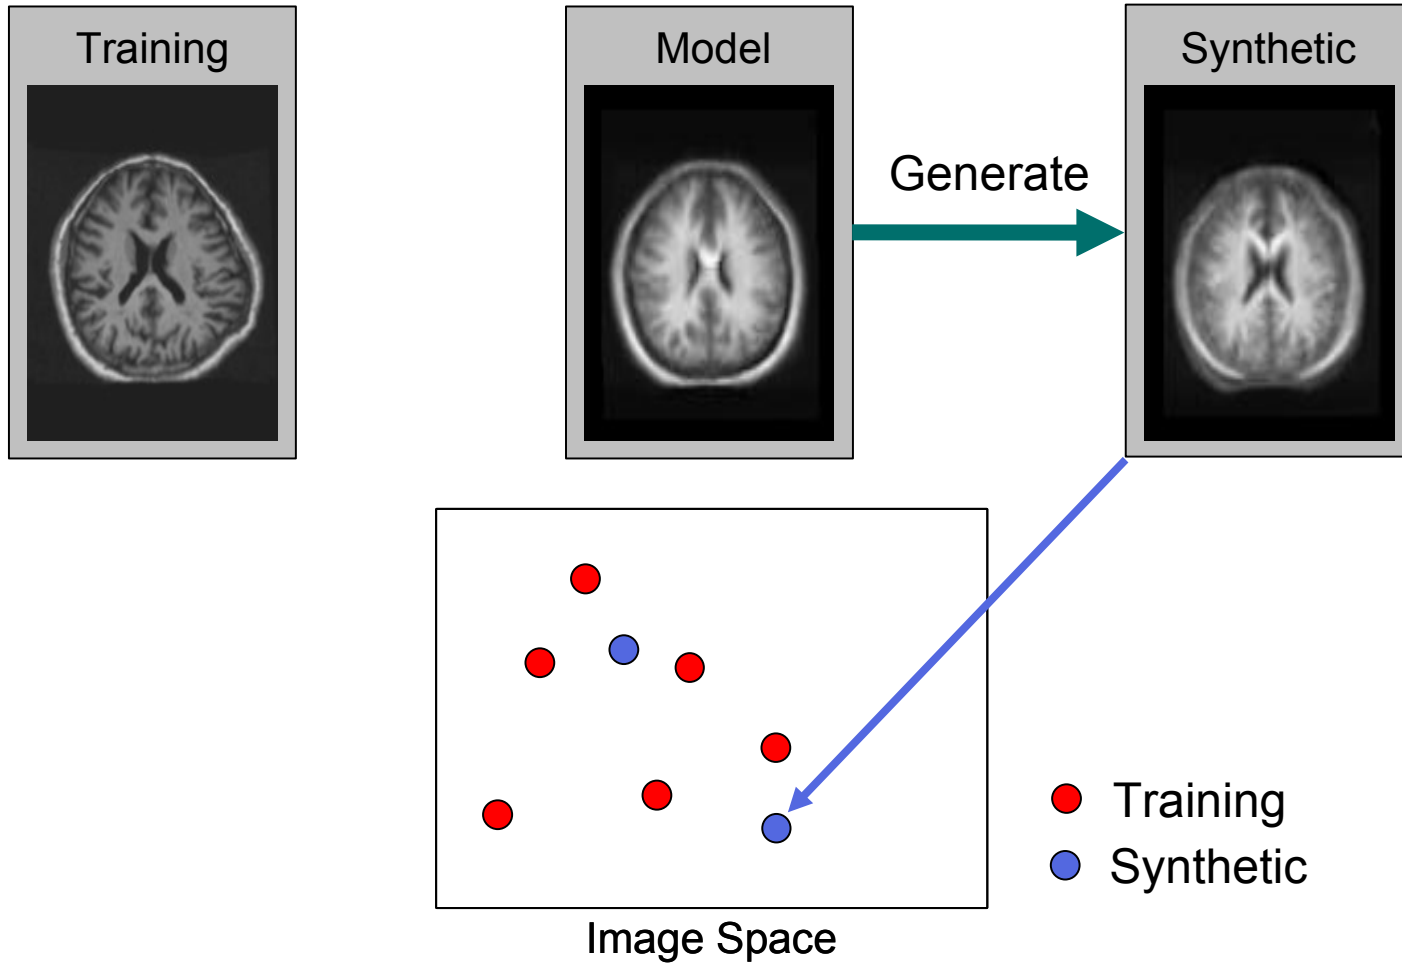 Training
Model
Synthetic
Generate
Training
Synthetic
Image Space